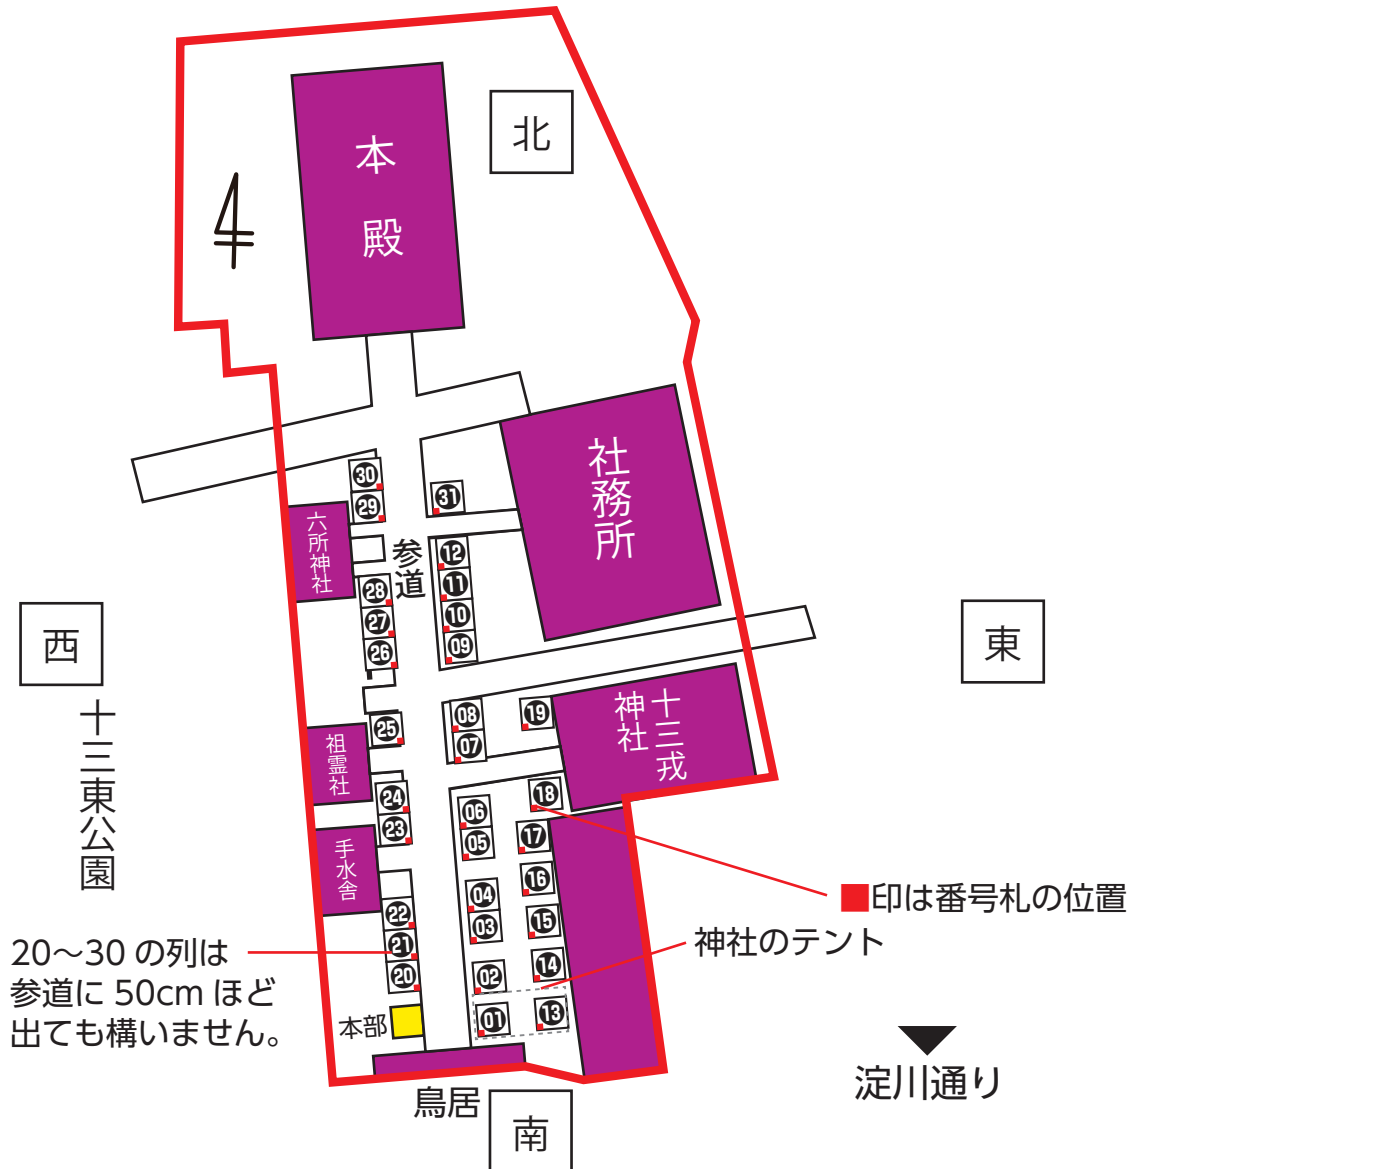 北
本殿
社務所
30
29
31
六所神社
参道
12
11
10
09
28
27
26
西
東
十三東公園
25
08
07
19
十三戎
神社
祖霊社
24
23
18
06
05
17
手水舎
16
04
03
15
22
21
20
02
14
01
13
■印は番号札の位置
神社のテント
20〜30 の列は
参道に 50cm ほど
出ても構いません。
本部
鳥居
南
淀川通り